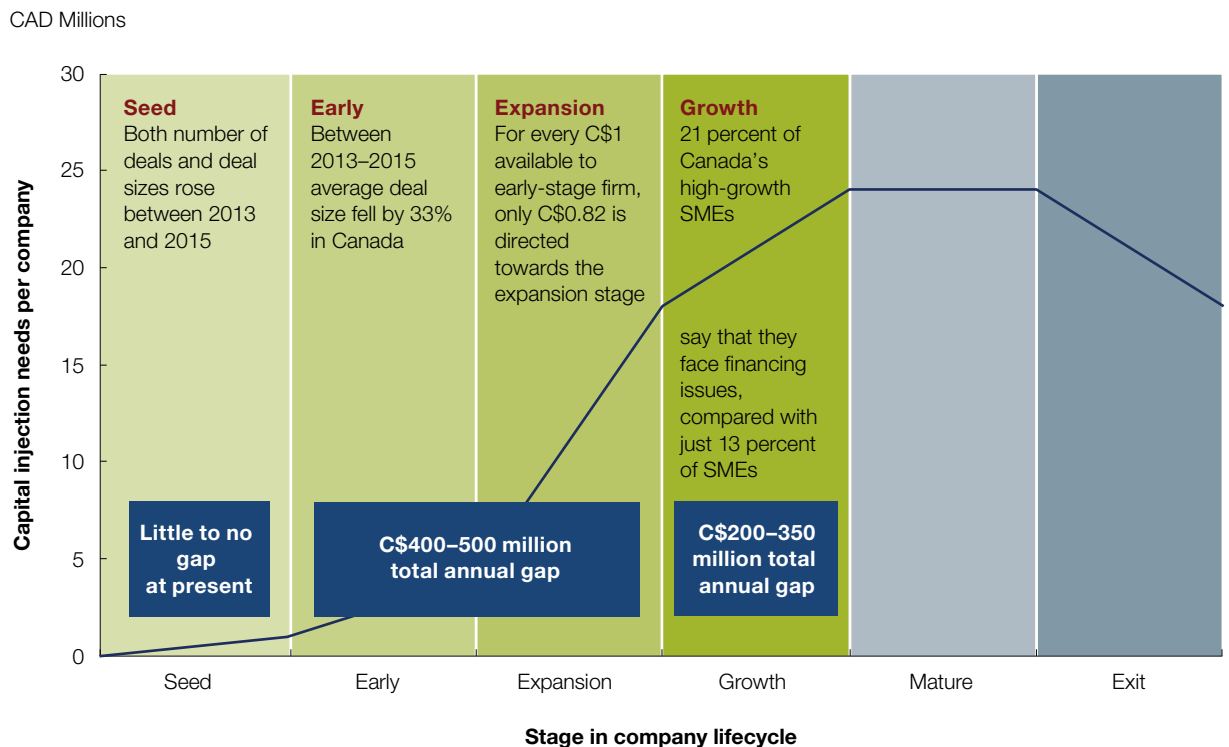 CAD Millions
Capital injection needs per company
30
25
20
15
10
5
0
Seed
Both number of
deals and deal
sizes rose
between 2013
and 2015
Early
Between
2013–2015
average deal
size fell by 33%
in Canada
Expansion
For every C$1
available to
early-stage firm,
only C$0.82 is
directed
towards the
expansion stage
Growth
21 percent of
Canada's
high-growth
SMEs
say that they
face financing
issues,
compared with
just 13 percent
of SMEs
Little to no
gap
at present
C$400–500 million
total annual gap
C$200–350
million total
annual gap
Seed
Early
Expansion
Growth
Mature
Exit
Stage in company lifecycle